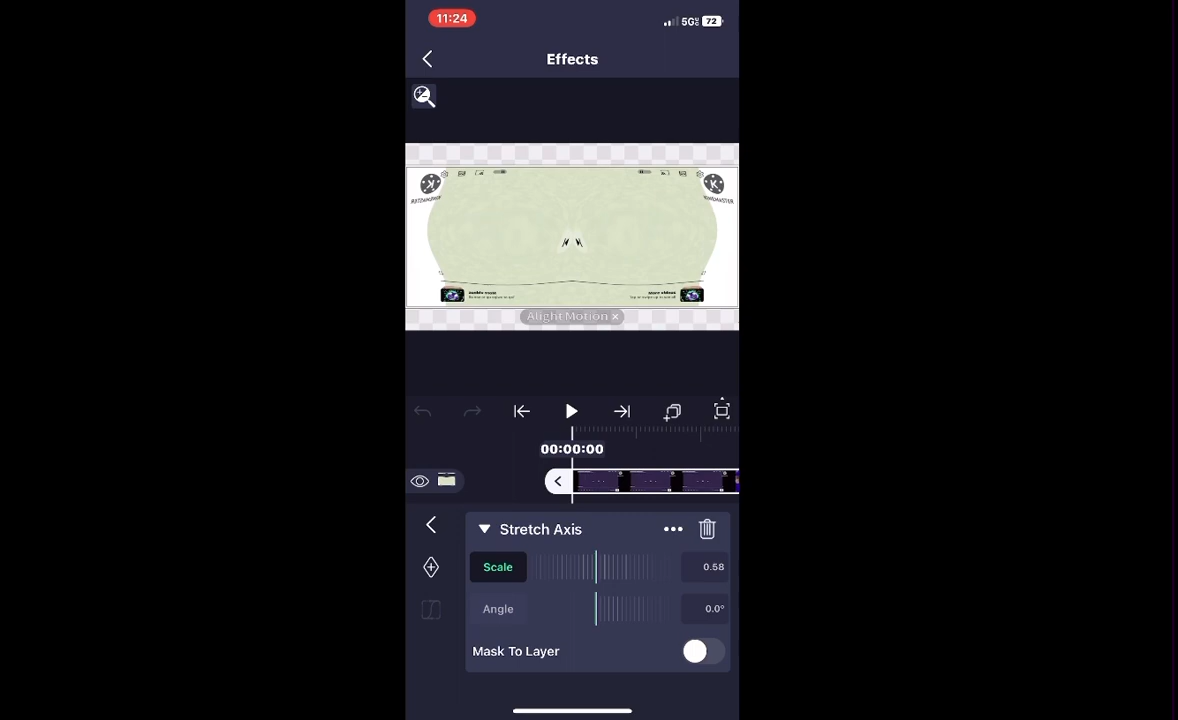 11:24
5G
72
Effects
Alight Motion ×
00:00:00
Stretch Axis
Scale
0.58
Angle
0.0°
Mask To Layer